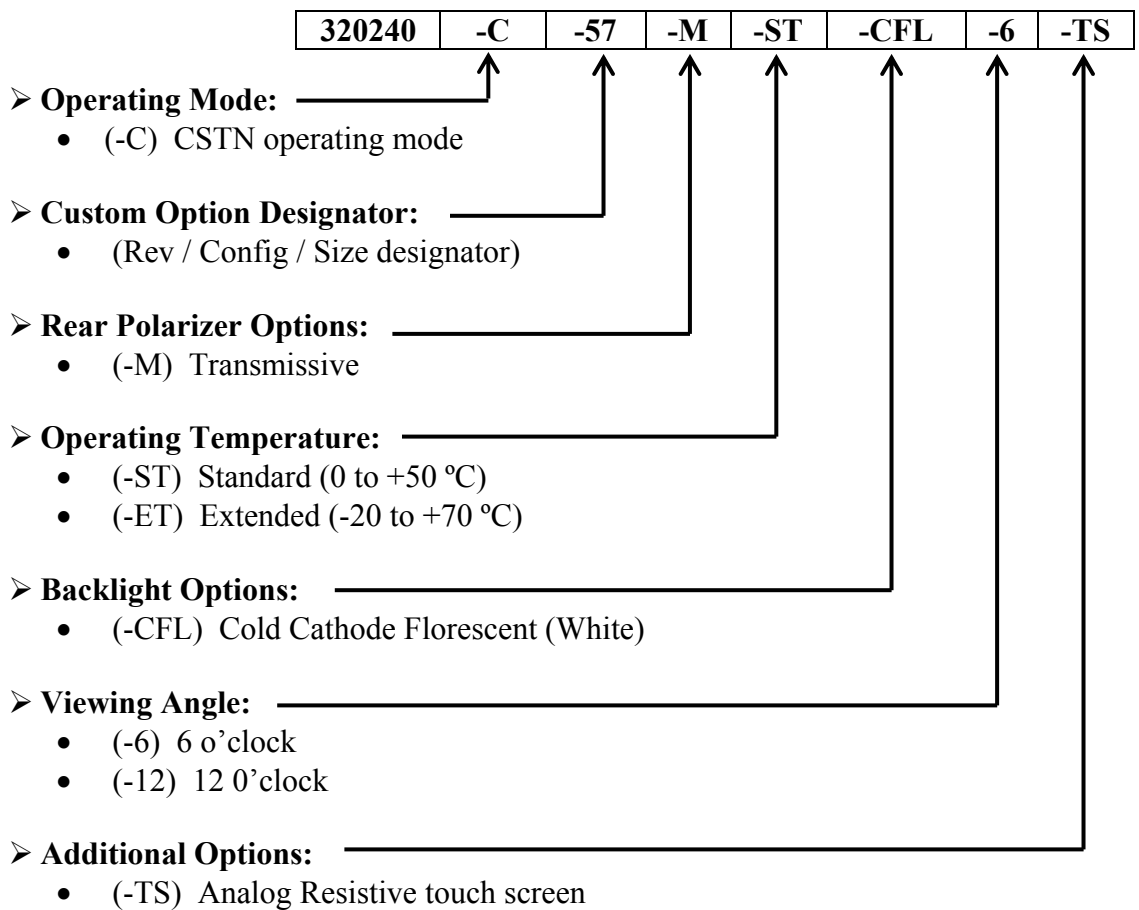 320240 -C -57 -M -ST -CFL -6 -TS
➢ Operating Mode:
• (-C) CSTN operating mode
➢ Custom Option Designator:
• (Rev / Config / Size designator)
➢ Rear Polarizer Options:
• (-M) Transmissive
➢ Operating Temperature:
• (-ST) Standard (0 to +50 ºC)
• (-ET) Extended (-20 to +70 ºC)
➢ Backlight Options:
• (-CFL) Cold Cathode Florescent (White)
➢ Viewing Angle:
• (-6) 6 o’clock
• (-12) 12 0’clock
➢ Additional Options:
• (-TS) Analog Resistive touch screen